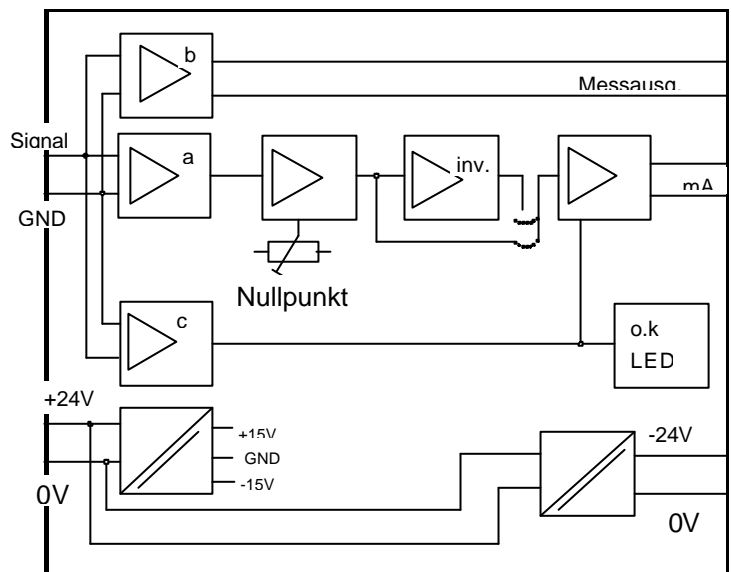 b
Messausg.
Signal
a
inv.
mA
GND
Nullpunkt
c
o.k
LED
+24V
+15V
GND
-15V
-24V
0V
0V